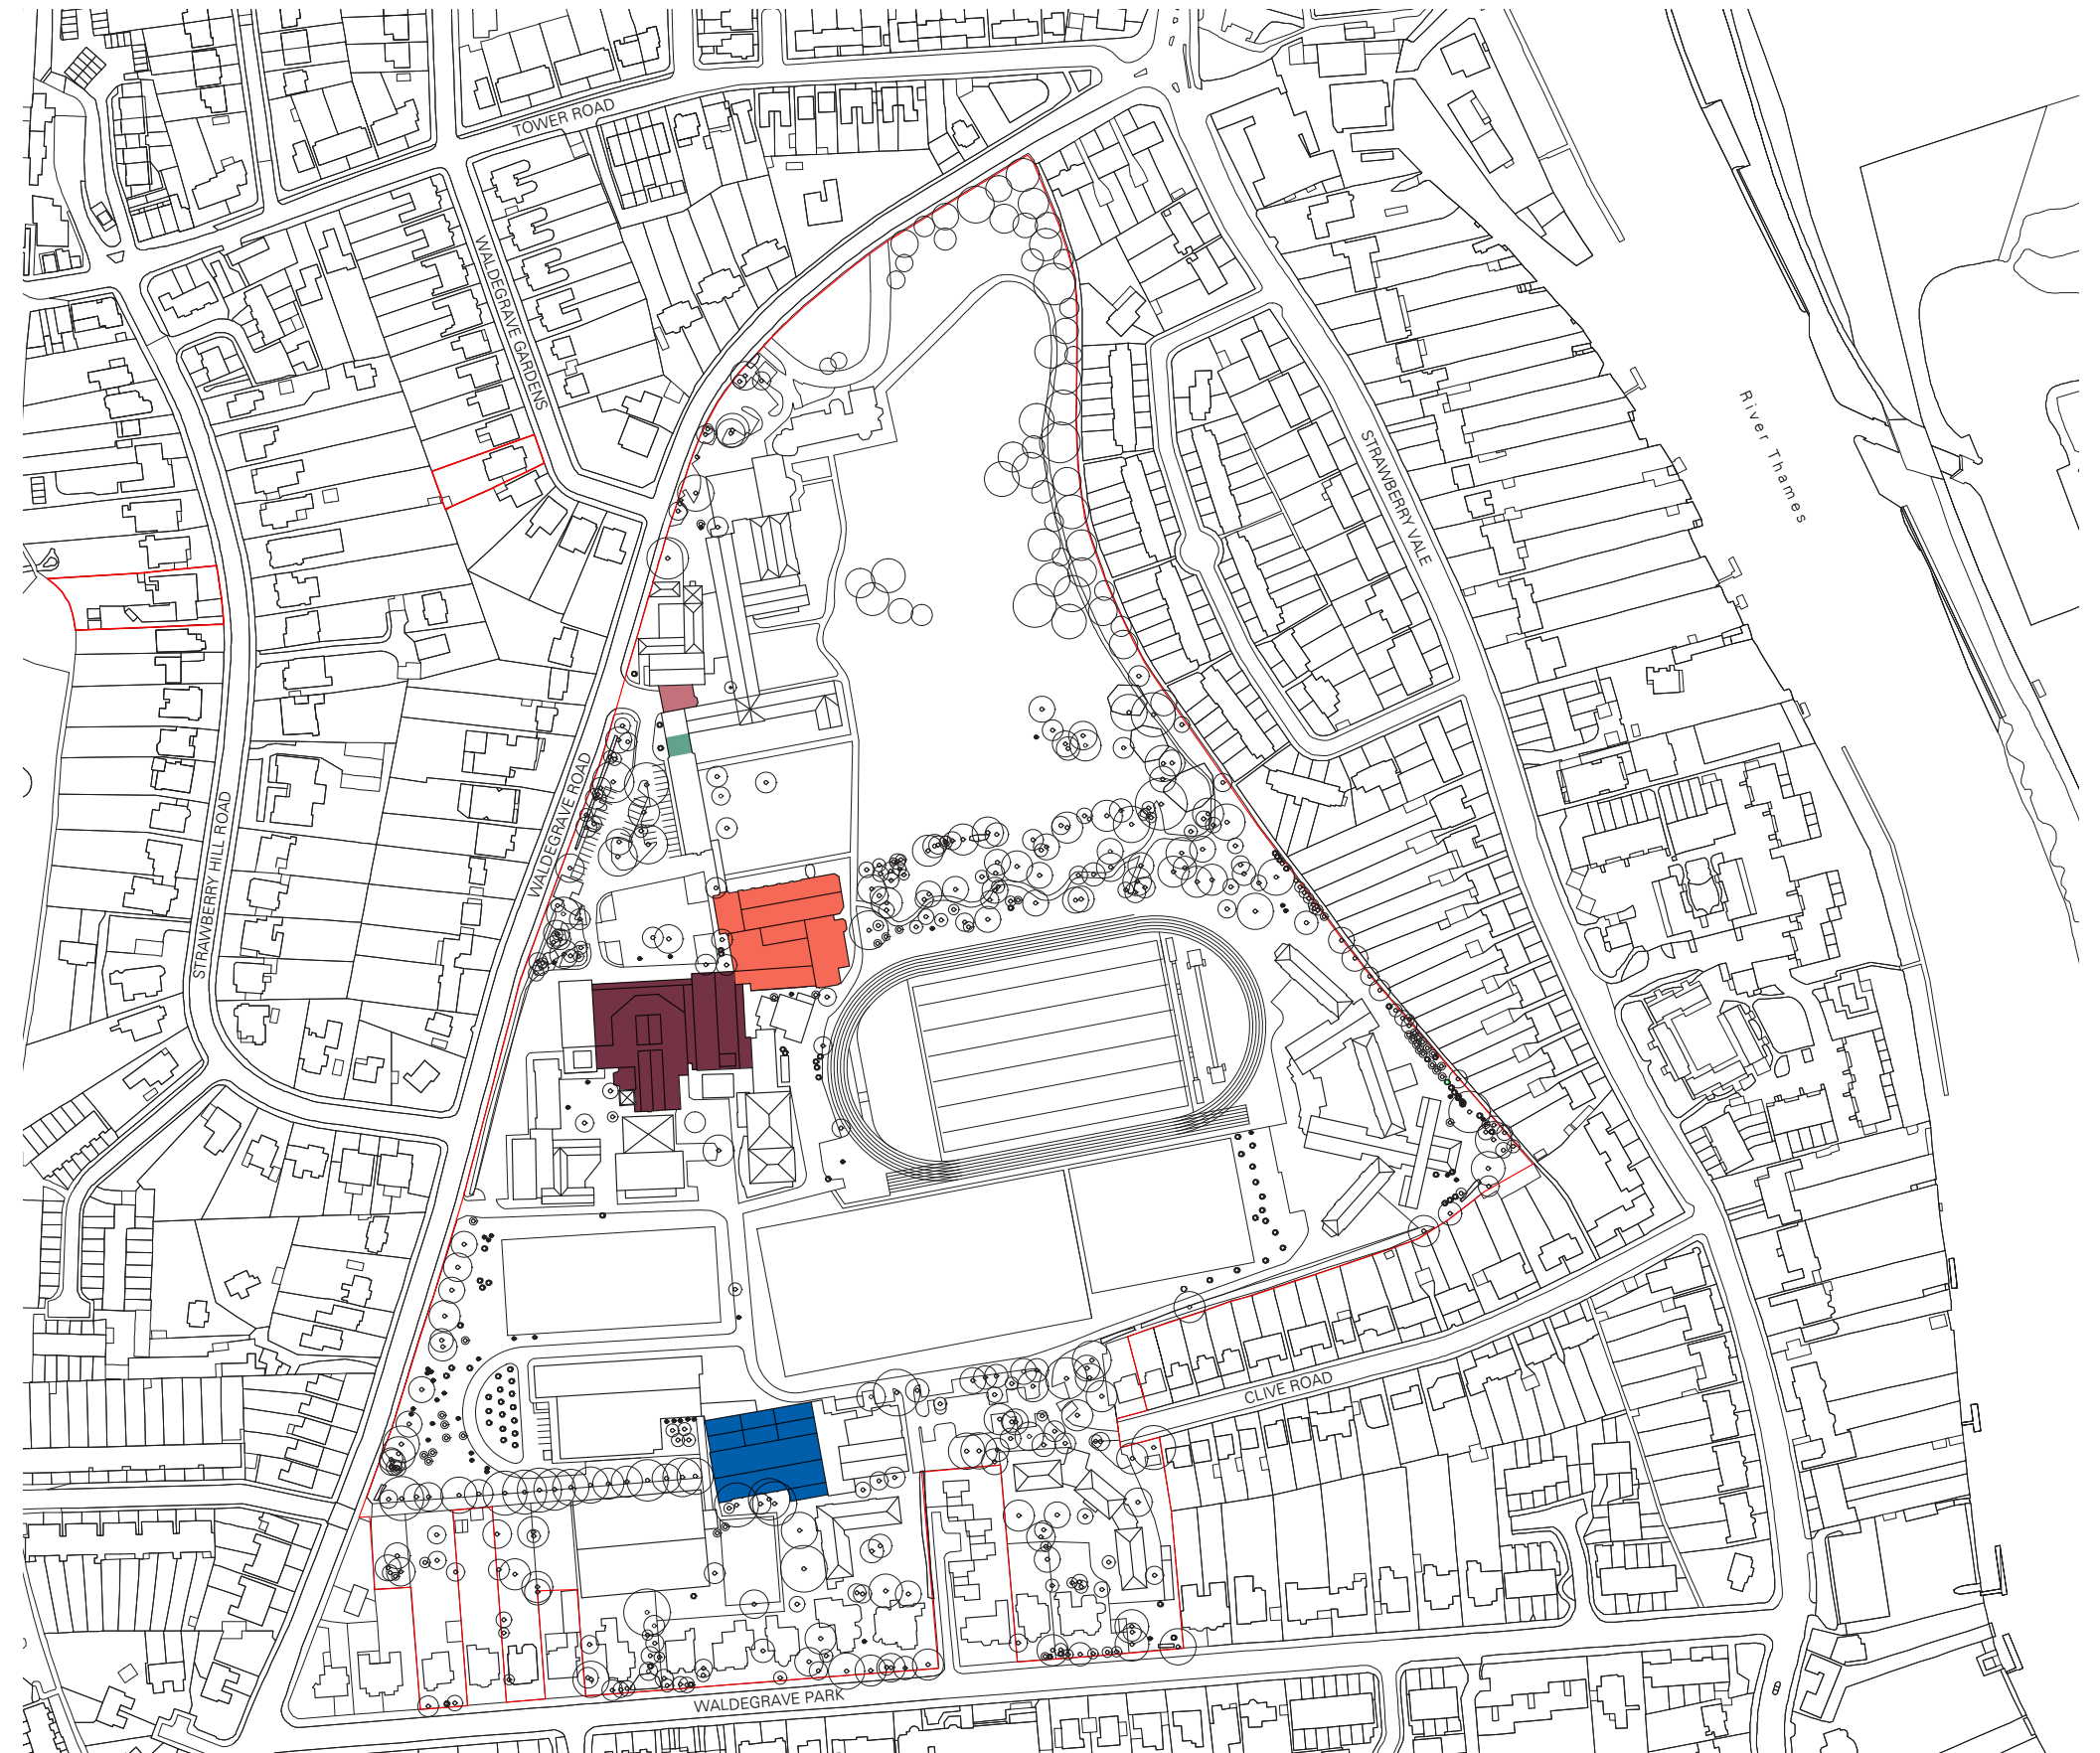 TOWER ROAD
WALDEGRAVE GARDENS
River Thames
STRAWBERRY VALE
WALDEGRAVE ROAD
STRAWBERRY HILL ROAD
CLIVE ROAD
WALDEGRAVE PARK